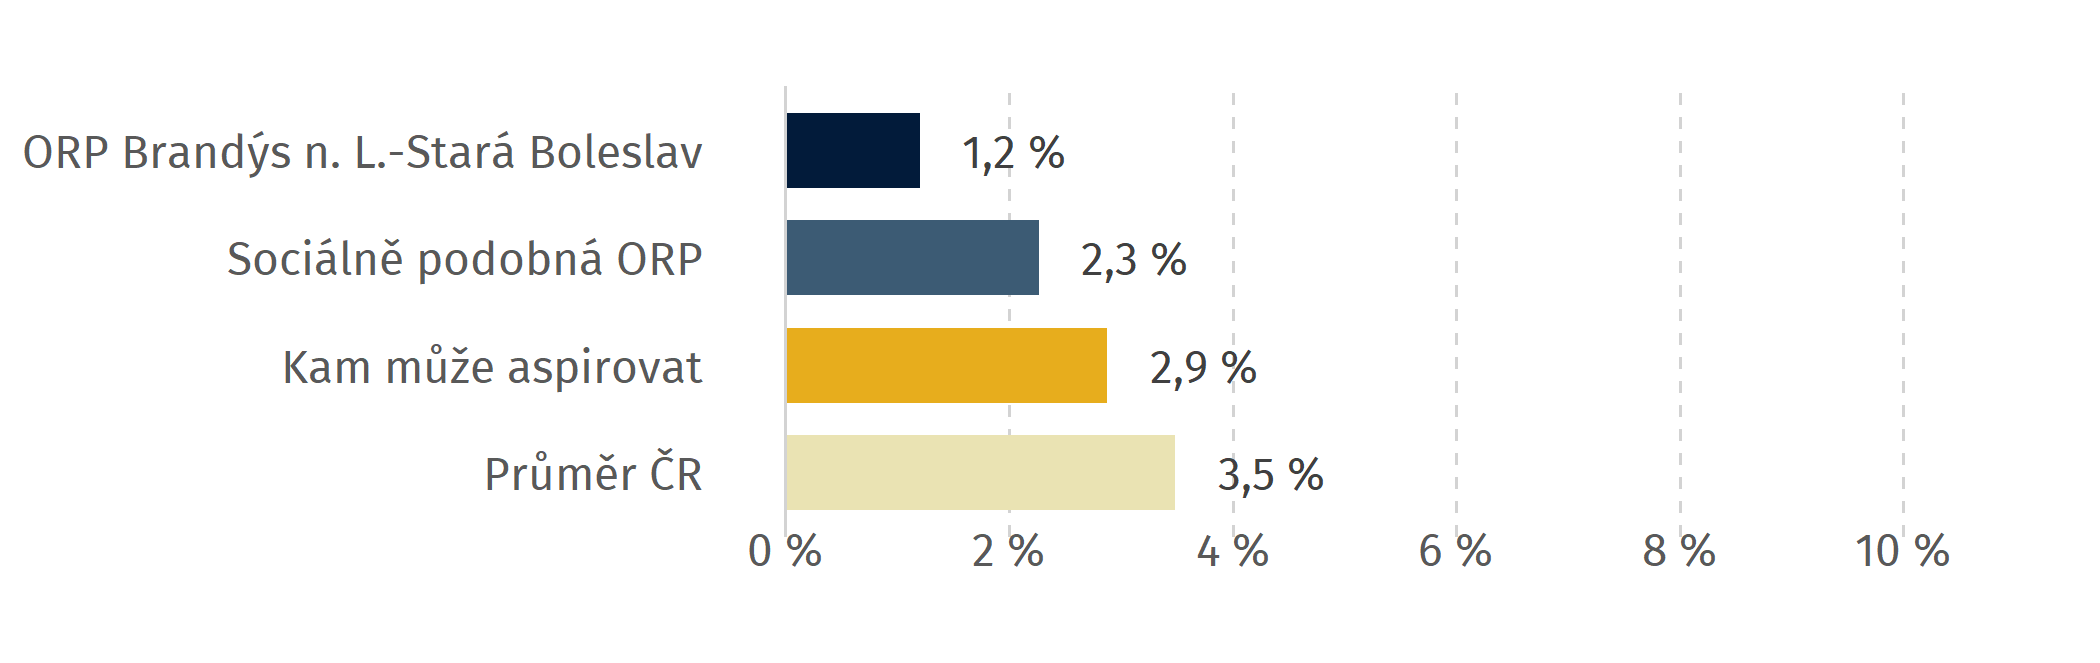 ORP Brandýs n. L.-Stará Boleslav 1,2 %
Sociálně podobná ORP 2,3 %
Kam může aspirovat 2,9 %
Průměr ČR 3,5 %
0 % 2 % 4 % 6 % 8 % 10 %